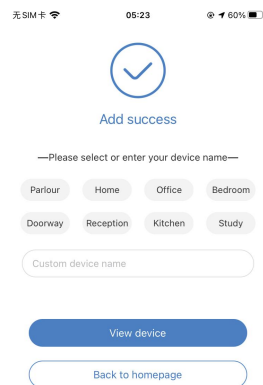 无SIM卡 05:23 60%
Add success
—Please select or enter your device name—
Parlour Home Office Bedroom
Doorway Reception Kitchen Study
Custom device name
View device
Back to homepage